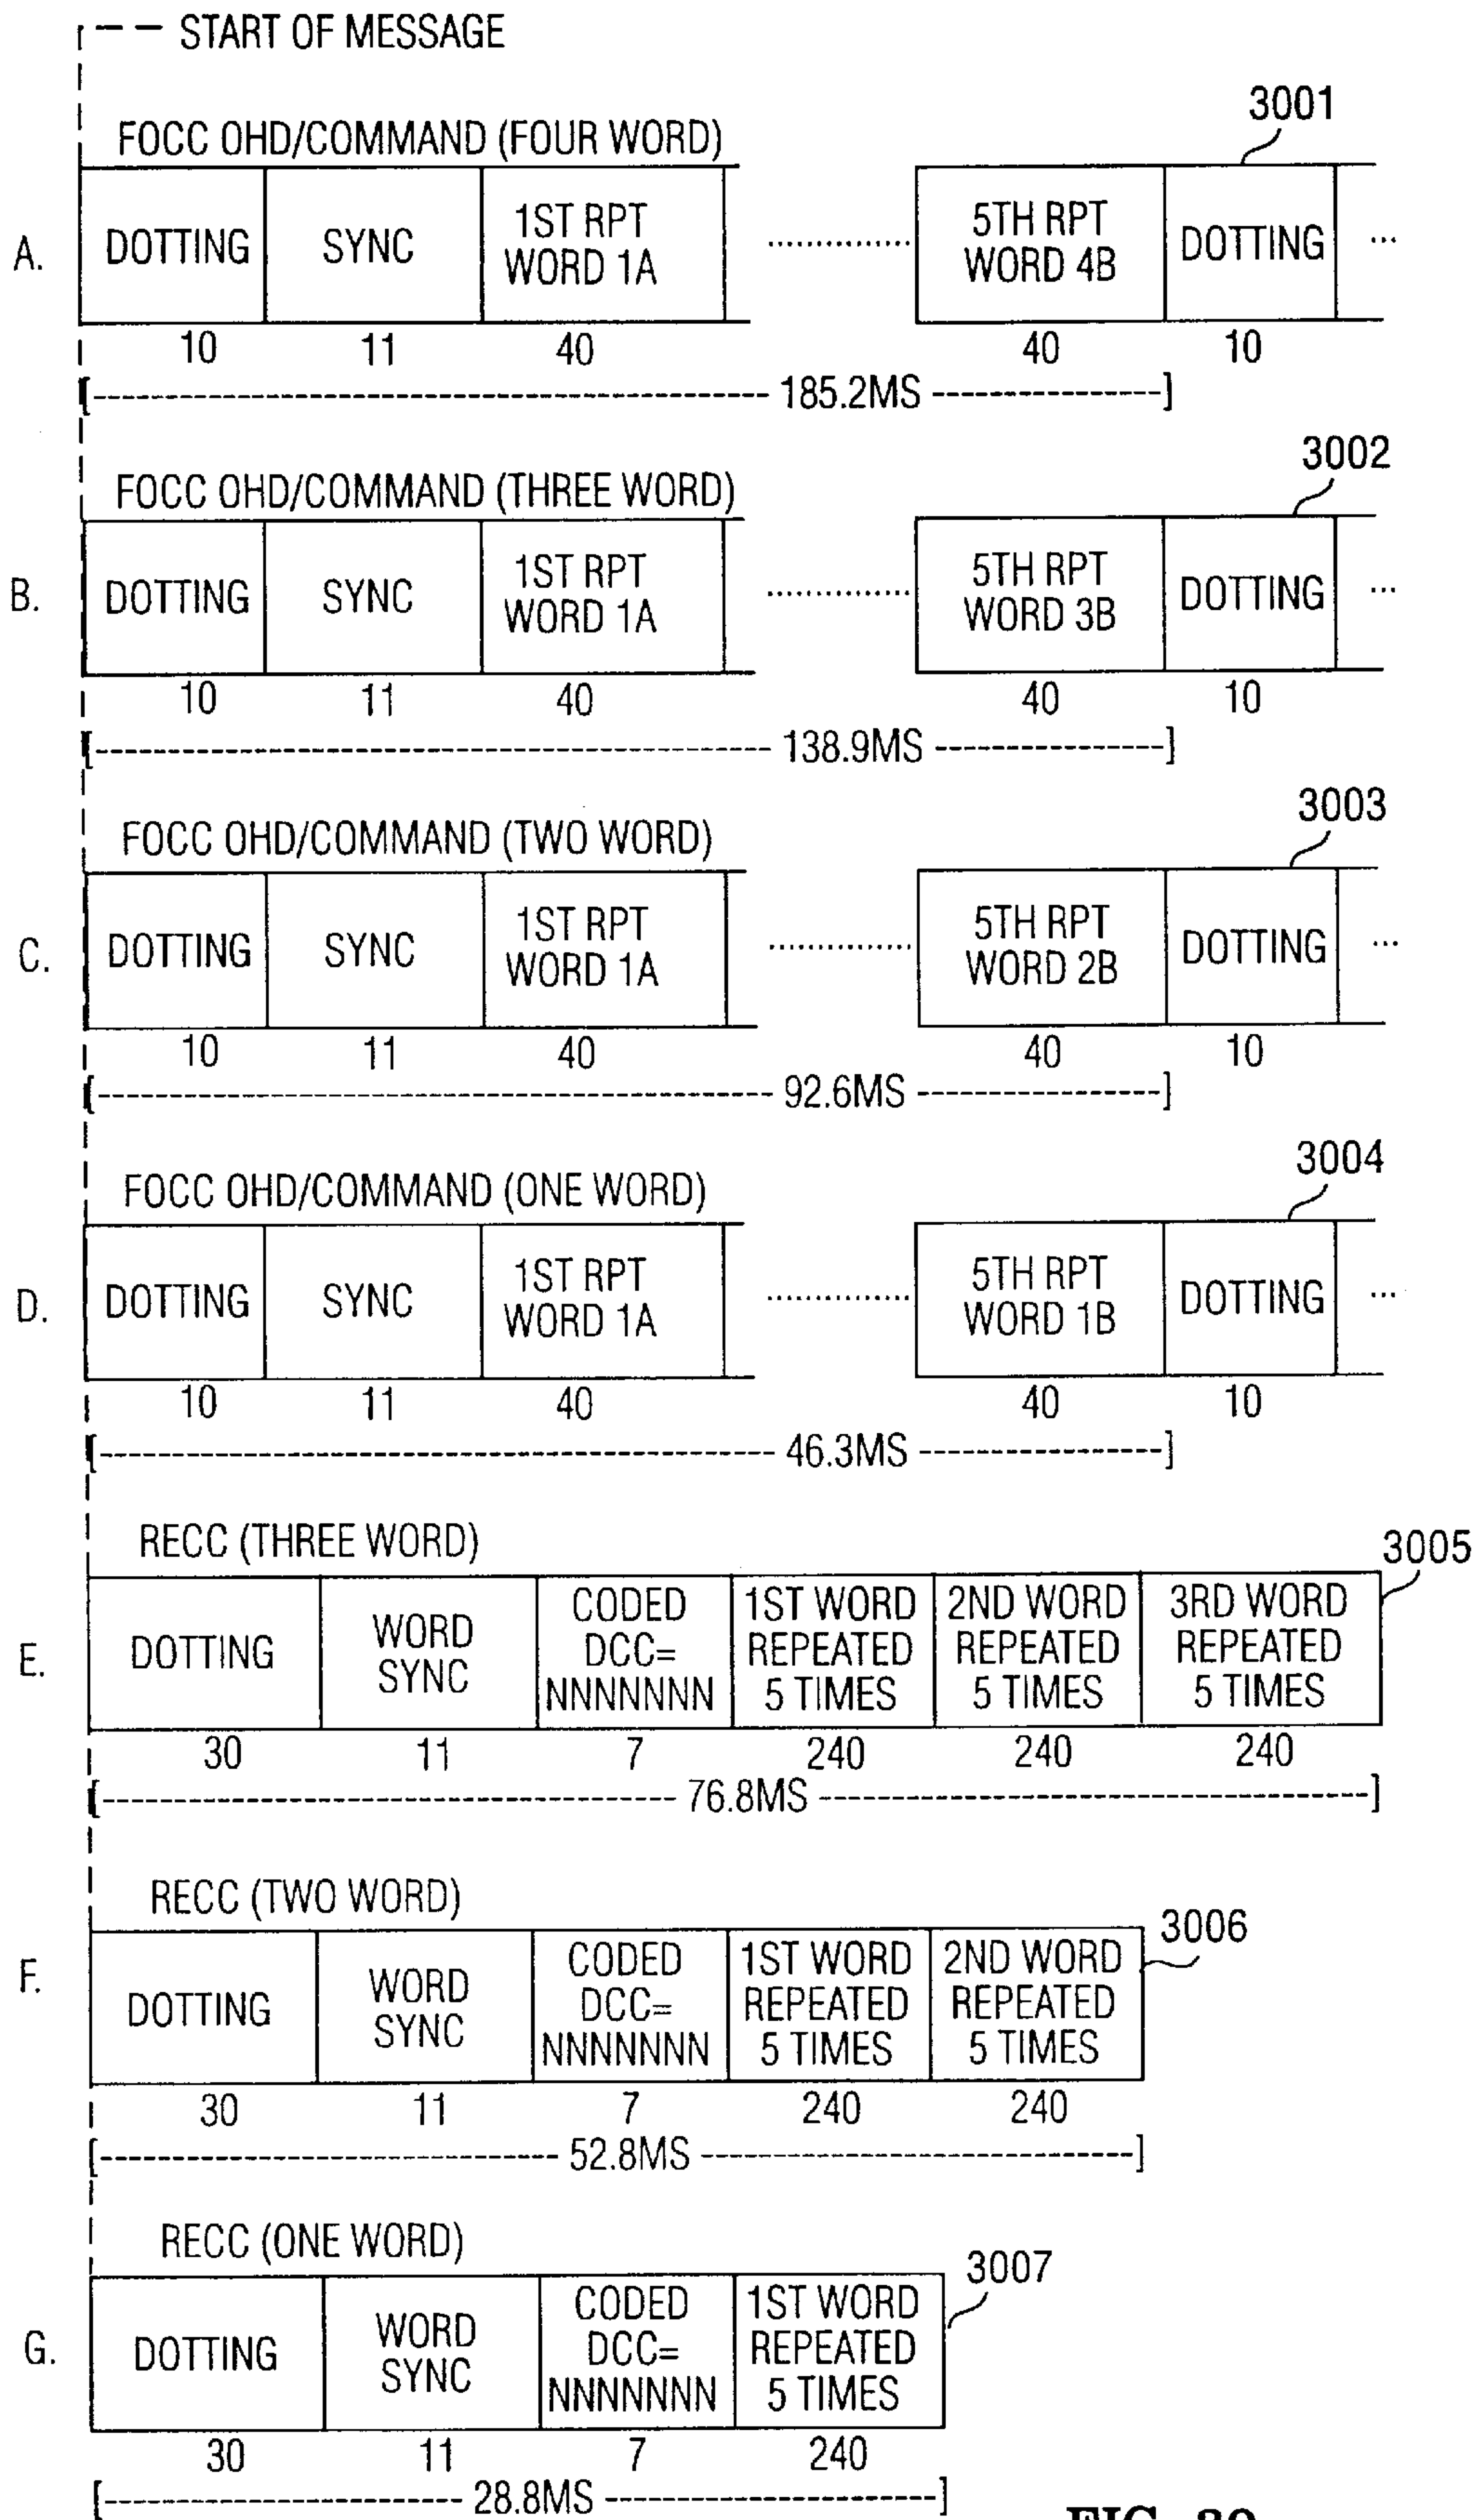 START OF MESSAGE
3001
FOCC OHD/COMMAND (FOUR WORD)
A.
DOTTING
SYNC
1ST RPT
WORD 1A
5TH RPT
WORD 4B
DOTTING
...
10 11 40 40 10
185.2MS
3002
FOCC OHD/COMMAND (THREE WORD)
B.
DOTTING
SYNC
1ST RPT
WORD 1A
5TH RPT
WORD 3B
DOTTING
...
10 11 40 40 10
138.9MS
3003
FOCC OHD/COMMAND (TWO WORD)
C.
DOTTING
SYNC
1ST RPT
WORD 1A
5TH RPT
WORD 2B
DOTTING
...
10 11 40 40 10
92.6MS
3004
FOCC OHD/COMMAND (ONE WORD)
D.
DOTTING
SYNC
1ST RPT
WORD 1A
5TH RPT
WORD 1B
DOTTING
...
10 11 40 40 10
46.3MS
RECC (THREE WORD)
3005
E.
DOTTING
WORD
SYNC
CODED
DCC=
NNNNNNN
1ST WORD
REPEATED
5 TIMES
2ND WORD
REPEATED
5 TIMES
3RD WORD
REPEATED
5 TIMES
30 11 7 240 240 240
76.8MS
RECC (TWO WORD)
3006
F.
DOTTING
WORD
SYNC
CODED
DCC=
NNNNNNN
1ST WORD
REPEATED
5 TIMES
2ND WORD
REPEATED
5 TIMES
30 11 7 240 240
52.8MS
RECC (ONE WORD)
3007
G.
DOTTING
WORD
SYNC
CODED
DCC=
NNNNNNN
1ST WORD
REPEATED
5 TIMES
30 11 7 240
28.8MS